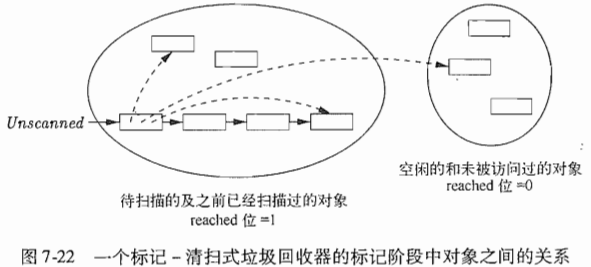 Unscanned
空闲的和未被访问过的对象
reached 位 =0
待扫描的及之前已经扫描过的对象
reached 位 =1
图 7-22 一个标记－清扫式垃圾回收器的标记阶段中对象之间的关系